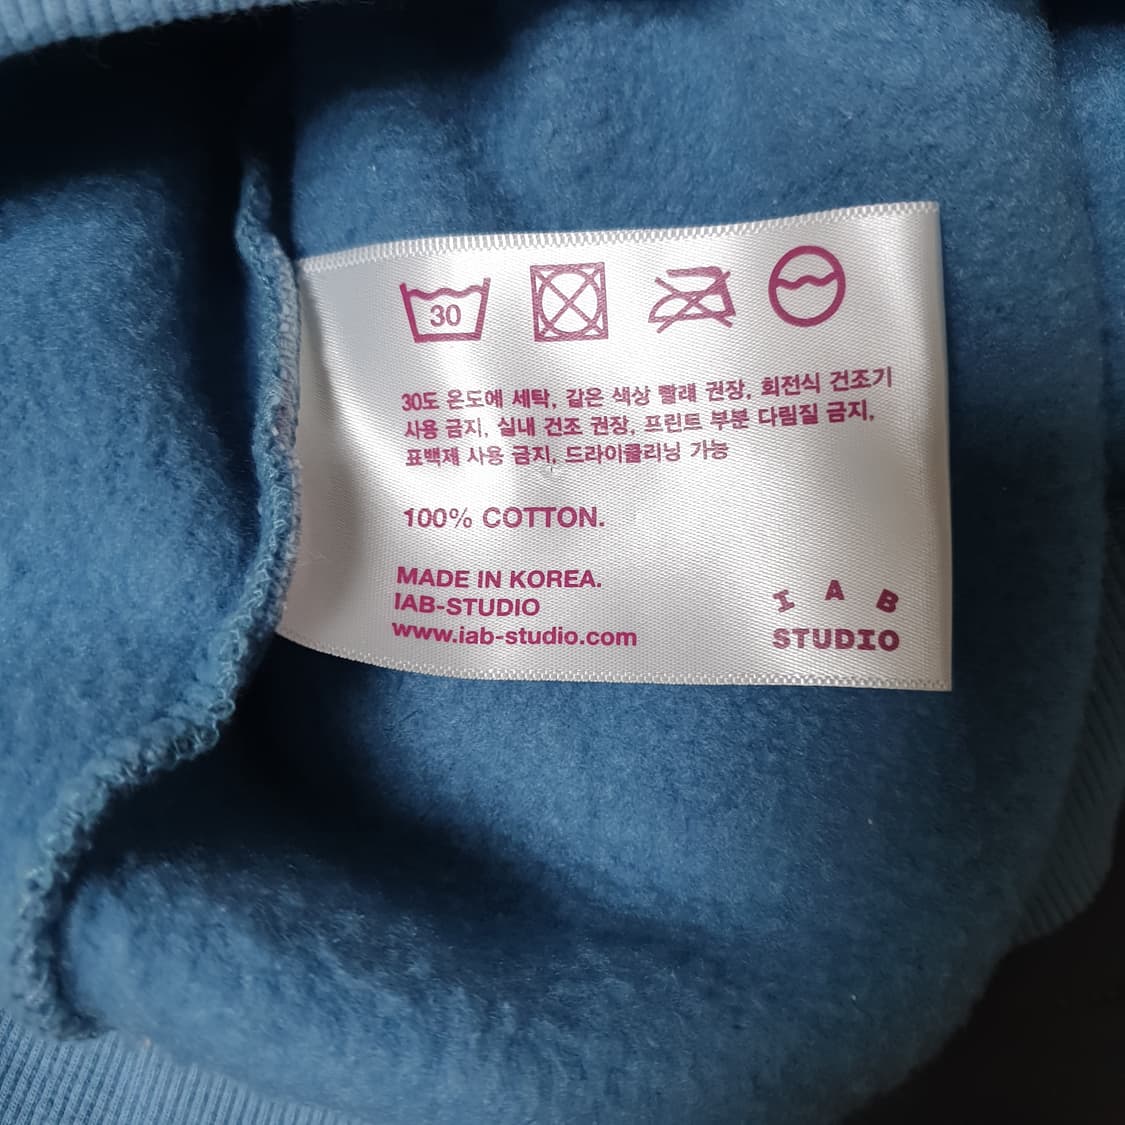 30
30도 온도에 세탁, 같은 색상 빨래 권장, 회전식 건조기
사용 금지, 실내 건조 권장, 프린트 부분 다림질 금지,
표백제 사용 금지, 드라이클리닝 가능
100% COTTON.
MADE IN KOREA.
IAB-STUDIO
www.iab-studio.com
I A B
STUDIO